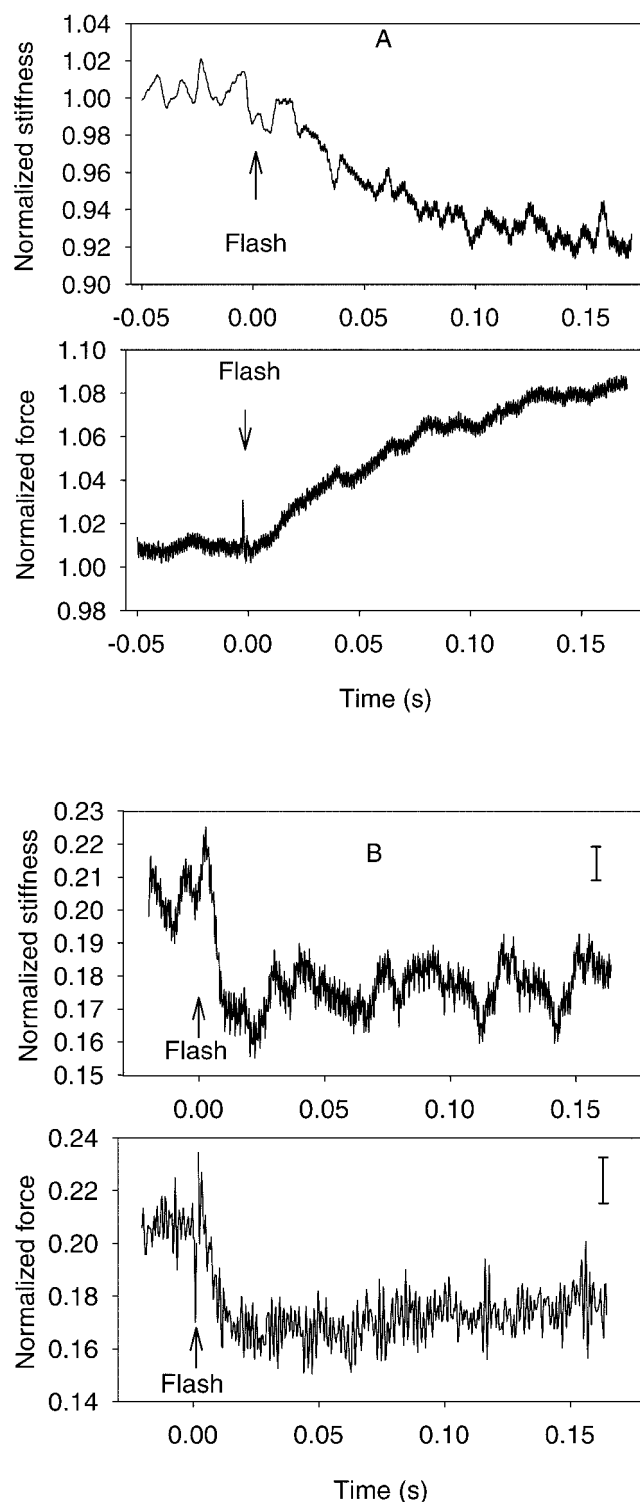 A
Normalized stiffness
1.04
1.02
1.00
0.98
0.96
0.94
0.92
0.90
Flash
-0.05 0.00 0.05 0.10 0.15
Normalized force
1.10
1.08
1.06
1.04
1.02
1.00
0.98
Flash
-0.05 0.00 0.05 0.10 0.15
Time (s)
B
Normalized stiffness
0.23
0.22
0.21
0.20
0.19
0.18
0.17
0.16
0.15
Flash
0.00 0.05 0.10 0.15
Normalized force
0.24
0.22
0.20
0.18
0.16
0.14
Flash
0.00 0.05 0.10 0.15
Time (s)